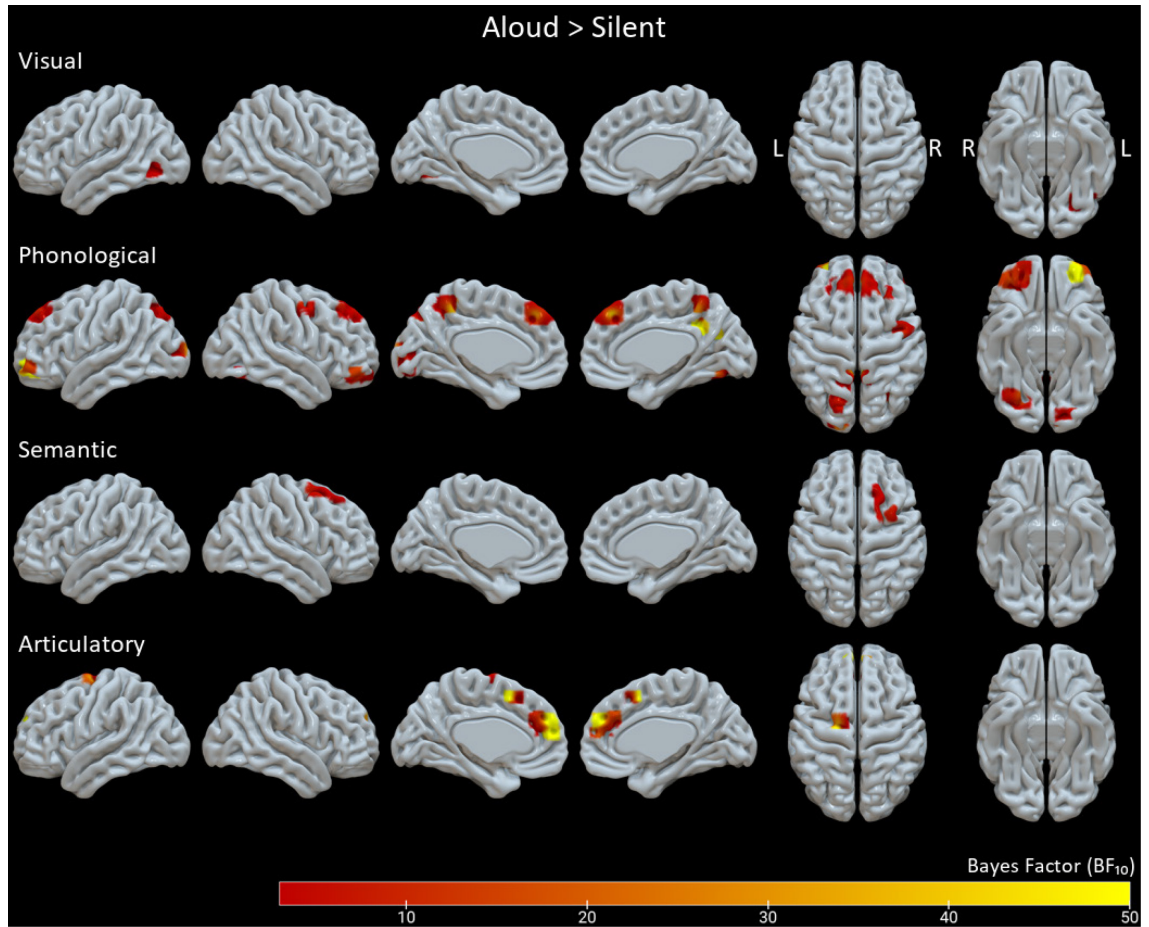 Aloud > Silent
Visual
L R R L
Phonological
Semantic
Articulatory
Bayes Factor (BF₁₀)
10 20 30 40 50